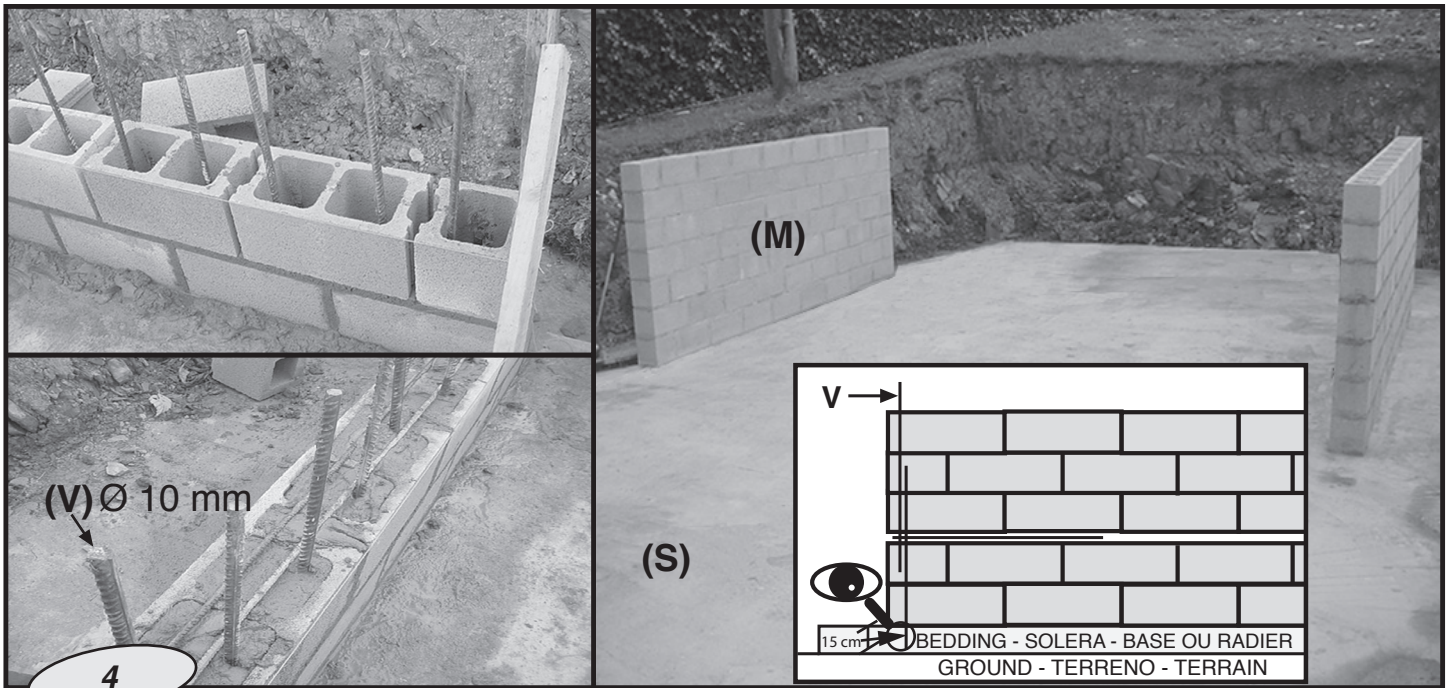 (V) Ø 10 mm
4
(M)
(S)
V
15 cm
BEDDING - SOLERA - BASE OU RADIER
GROUND - TERRENO - TERRAIN